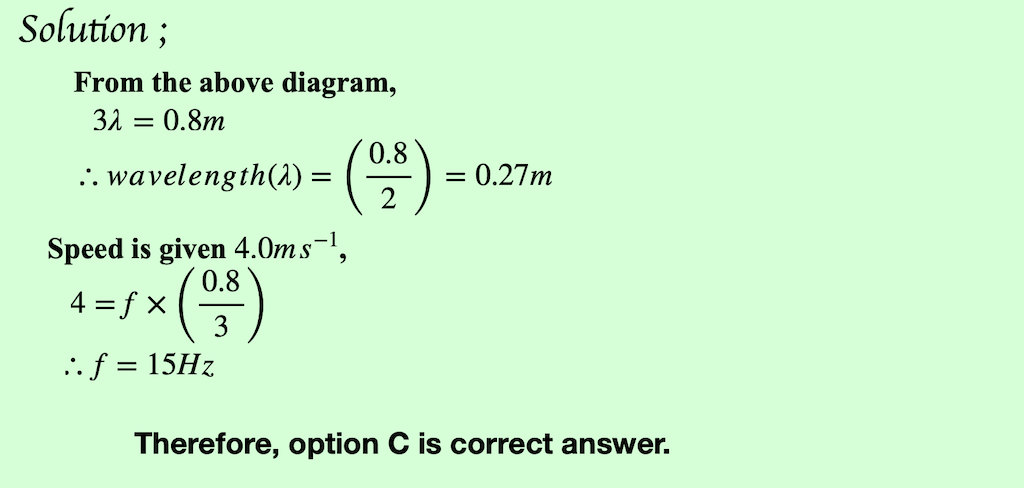 Solution ;
From the above diagram,
3λ = 0.8m
∴ wavelength(λ) = (0.8/2) = 0.27m
Speed is given 4.0ms⁻¹,
4 = f × (0.8/3)
∴ f = 15Hz
Therefore, option C is correct answer.